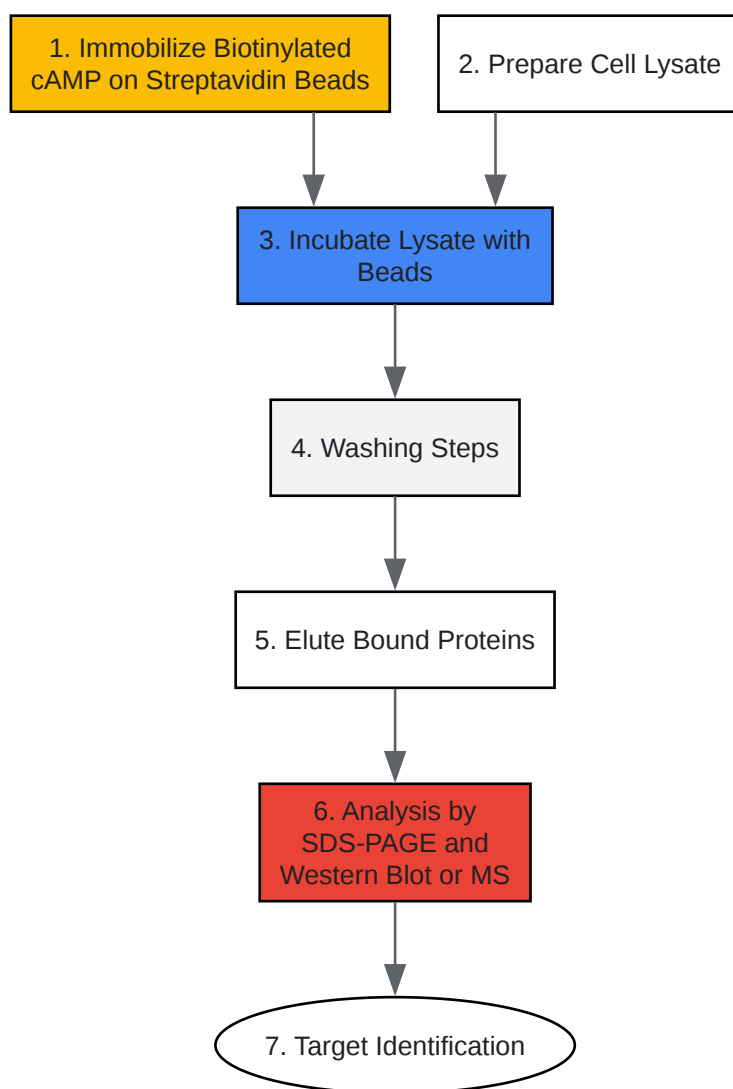 1. Immobilize Biotinylated
cAMP on Streptavidin Beads
2. Prepare Cell Lysate
3. Incubate Lysate with
Beads
4. Washing Steps
5. Elute Bound Proteins
6. Analysis by
SDS-PAGE and
Western Blot or MS
7. Target Identification